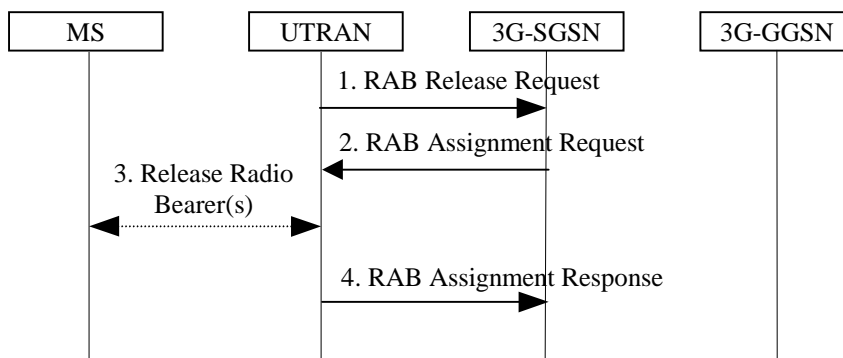 MS
UTRAN
3G-SGSN
3G-GGSN
1. RAB Release Request
2. RAB Assignment Request
3. Release Radio
Bearer(s)
4. RAB Assignment Response